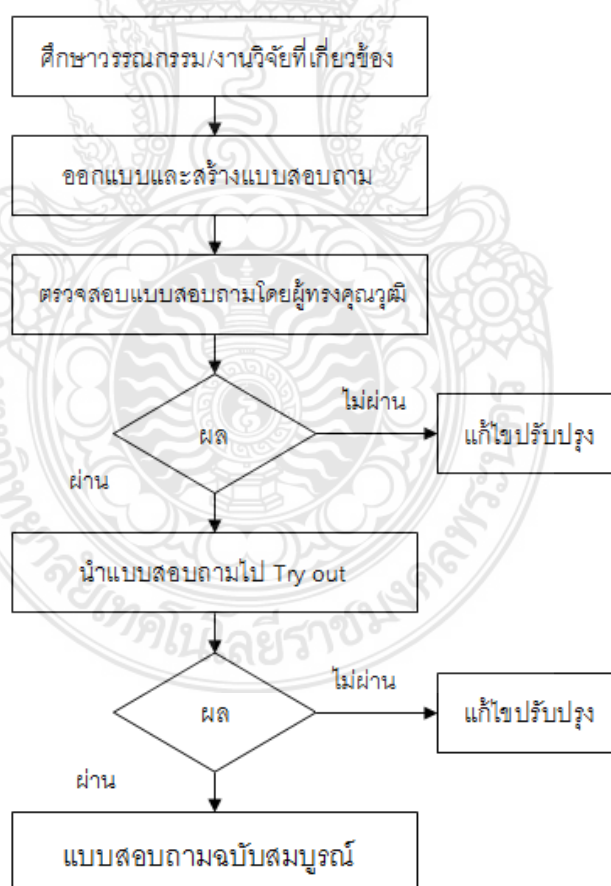 ศึกษาวรรณกรรม/งานวิจัยที่เกี่ยวข้อง
ออกแบบและสร้างแบบสอบถาม
ตรวจสอบแบบสอบถามโดยผู้ทรงคุณวุฒิ
ผล
ไม่ผ่าน
แก้ไขปรับปรุง
ผ่าน
นำแบบสอบถามไป Try out
ผล
ไม่ผ่าน
แก้ไขปรับปรุง
ผ่าน
แบบสอบถามฉบับสมบูรณ์